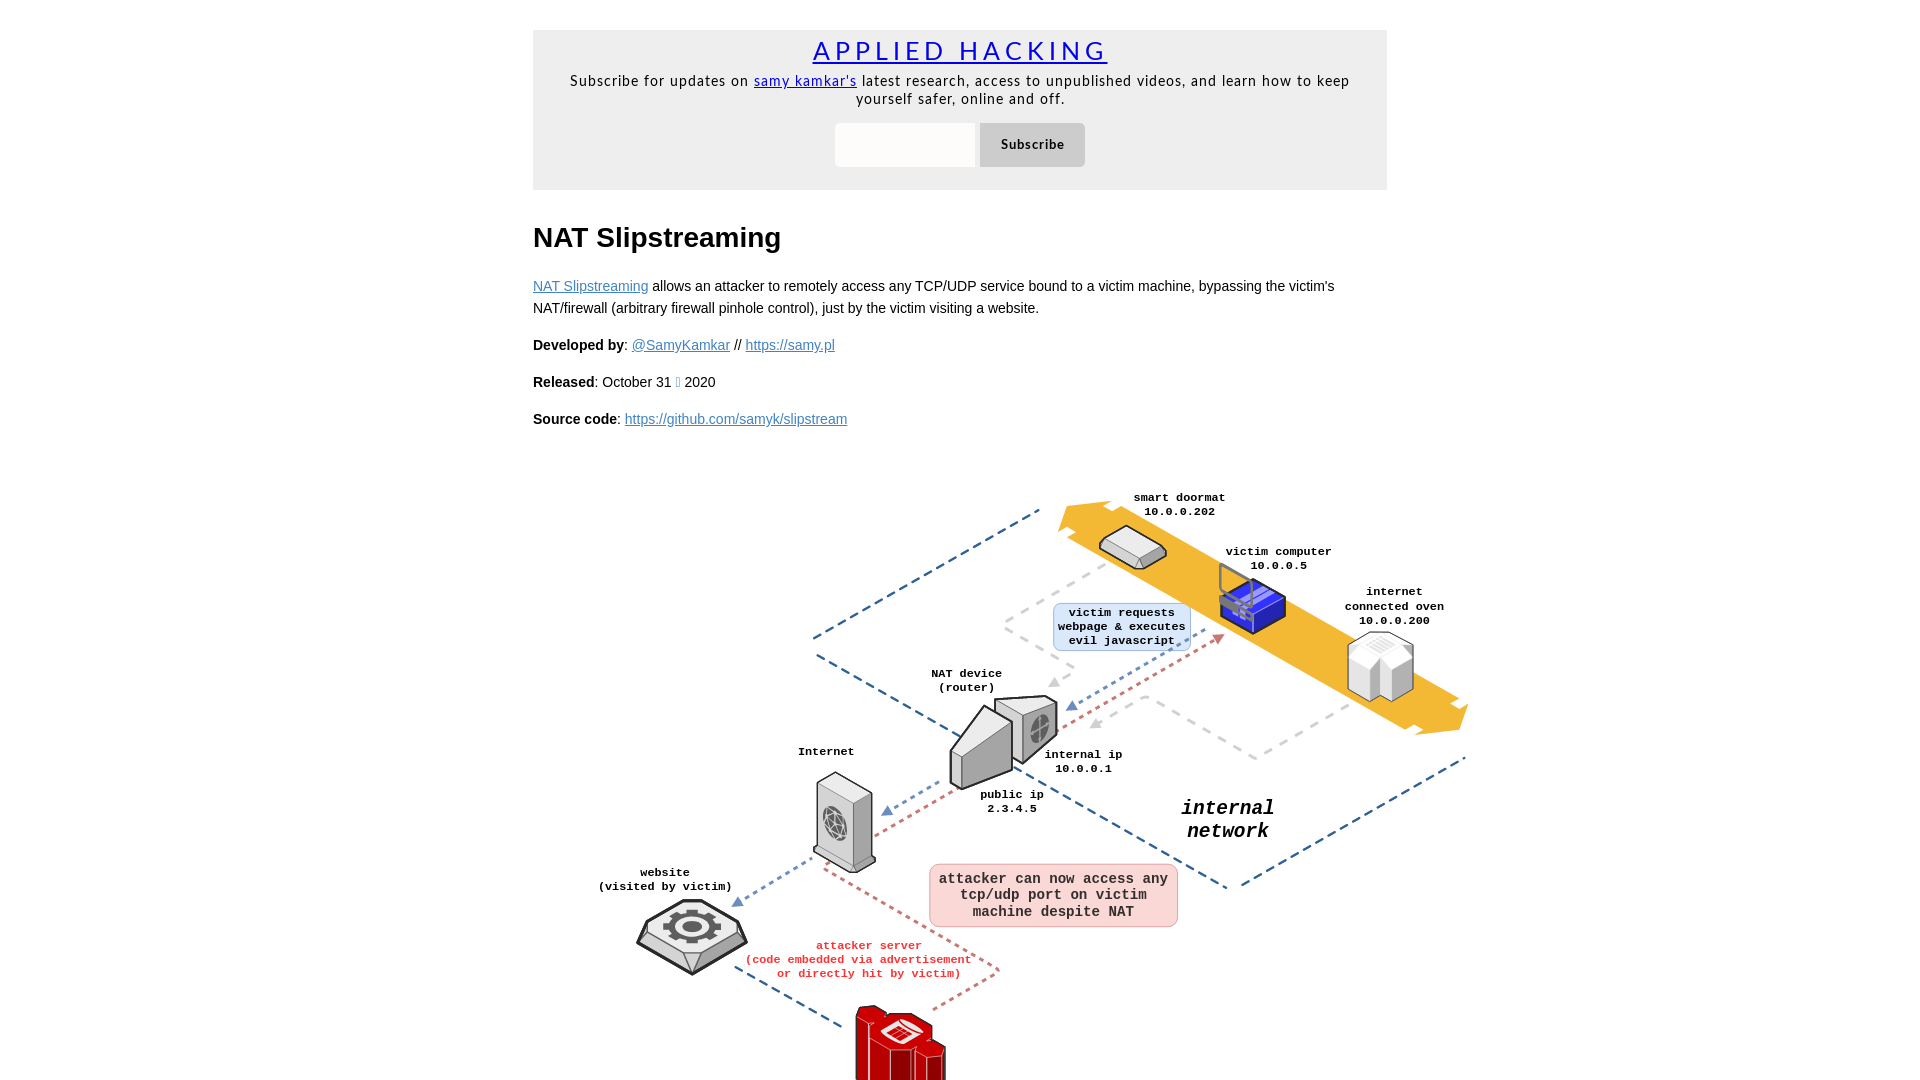 APPLIED HACKING
Subscribe for updates on samy kamkar's latest research, access to unpublished videos, and learn how to keep
yourself safer, online and off.
Subscribe
NAT Slipstreaming
NAT Slipstreaming allows an attacker to remotely access any TCP/UDP service bound to a victim machine, bypassing the victim's
NAT/firewall (arbitrary firewall pinhole control), just by the victim visiting a website.
Developed by: @SamyKamkar // https://samy.pl
Released: October 31 2020
Source code: https://github.com/samyk/slipstream
smart doormat
10.0.0.202
victim computer
10.0.0.5
internet
connected oven
10.0.0.200
victim requests
webpage & executes
evil javascript
NAT device
(router)
Internet
internal ip
10.0.0.1
public ip
2.3.4.5
internal
network
website
(visited by victim)
attacker can now access any
tcp/udp port on victim
machine despite NAT
attacker server
(code embedded via advertisement
or directly hit by victim)